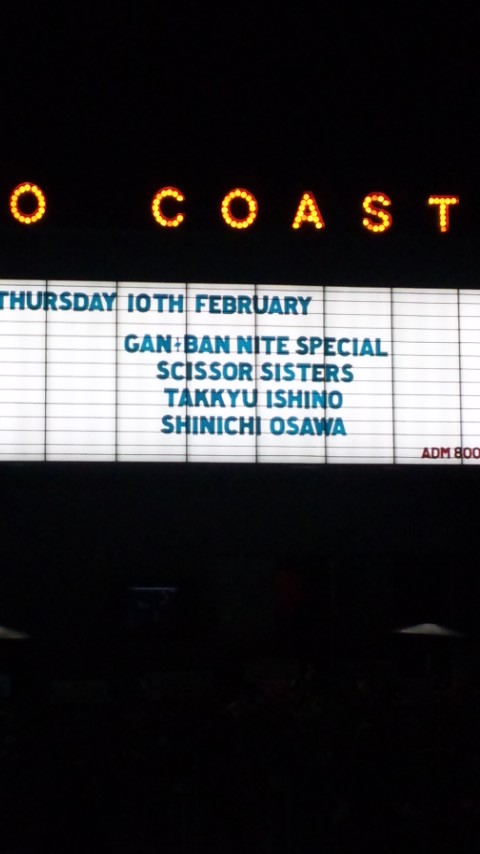 O COAST
THURSDAY 10TH FEBRUARY
GAN-BAN NITE SPECIAL
SCISSOR SISTERS
TAKKYU ISHINO
SHINICHI OSAWA
ADM 800